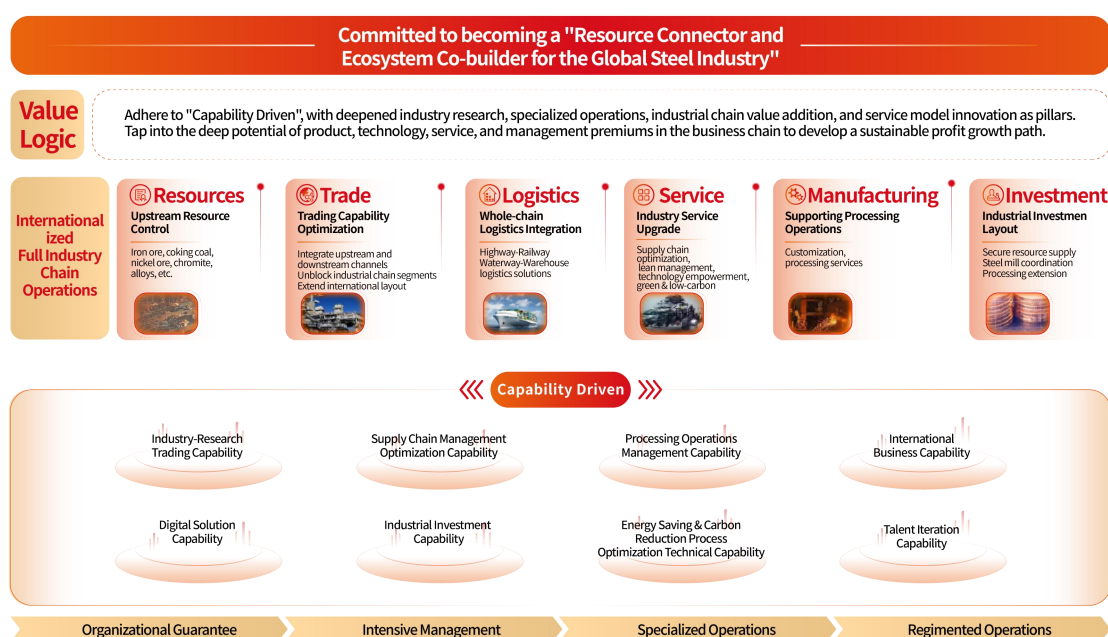 Committed to becoming a "Resource Connector and
Ecosystem Co-builder for the Global Steel Industry"
Value
Logic
Adhere to "Capability Driven", with deepened industry research, specialized operations, industrial chain value addition, and service model innovation as pillars.
Tap into the deep potential of product, technology, service, and management premiums in the business chain to develop a sustainable profit growth path.
International
ized
Full Industry
Chain
Operations
Resources
Upstream Resource
Control
Iron ore, coking coal,
nickel ore, chromite,
alloys, etc.
Trade
Trading Capability
Optimization
Integrate upstream and
downstream channels
Unblock industrial chain segments
Extend international layout
Logistics
Whole-chain
Logistics Integration
Highway-Railway
Waterway-Warehouse
logistics solutions
Service
Industry Service
Upgrade
Supply chain
optimization,
lean management,
technology empowerment,
green & low-carbon
Manufacturing
Supporting Processing
Operations
Customization,
processing services
Investment
Industrial Investmen
Layout
Secure resource supply
Steel mill coordination
Processing extension
Capability Driven
Industry-Research
Trading Capability
Supply Chain Management
Optimization Capability
Processing Operations
Management Capability
International
Business Capability
Digital Solution
Capability
Industrial Investment
Capability
Energy Saving & Carbon
Reduction Process
Optimization Technical Capability
Talent Iteration
Capability
Organizational Guarantee
Intensive Management
Specialized Operations
Regimented Operations